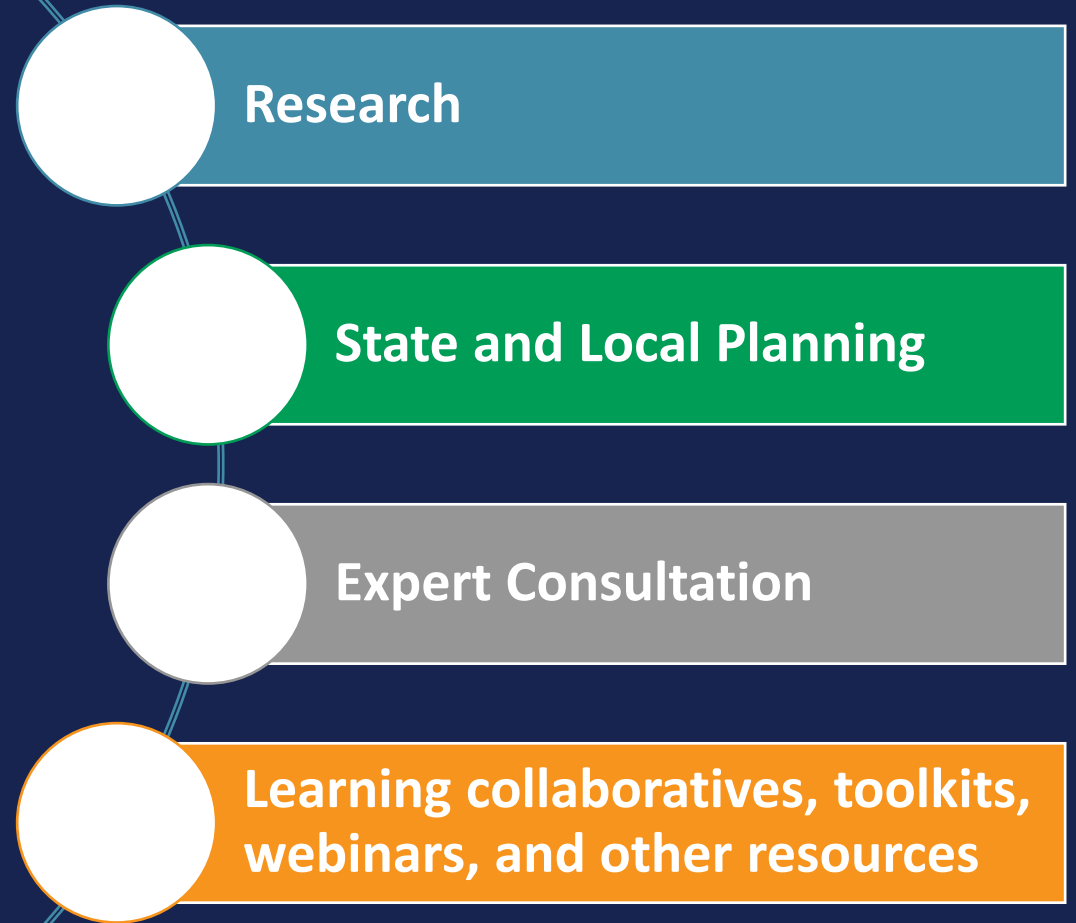 Research
State and Local Planning
Expert Consultation
Learning collaboratives, toolkits,
webinars, and other resources